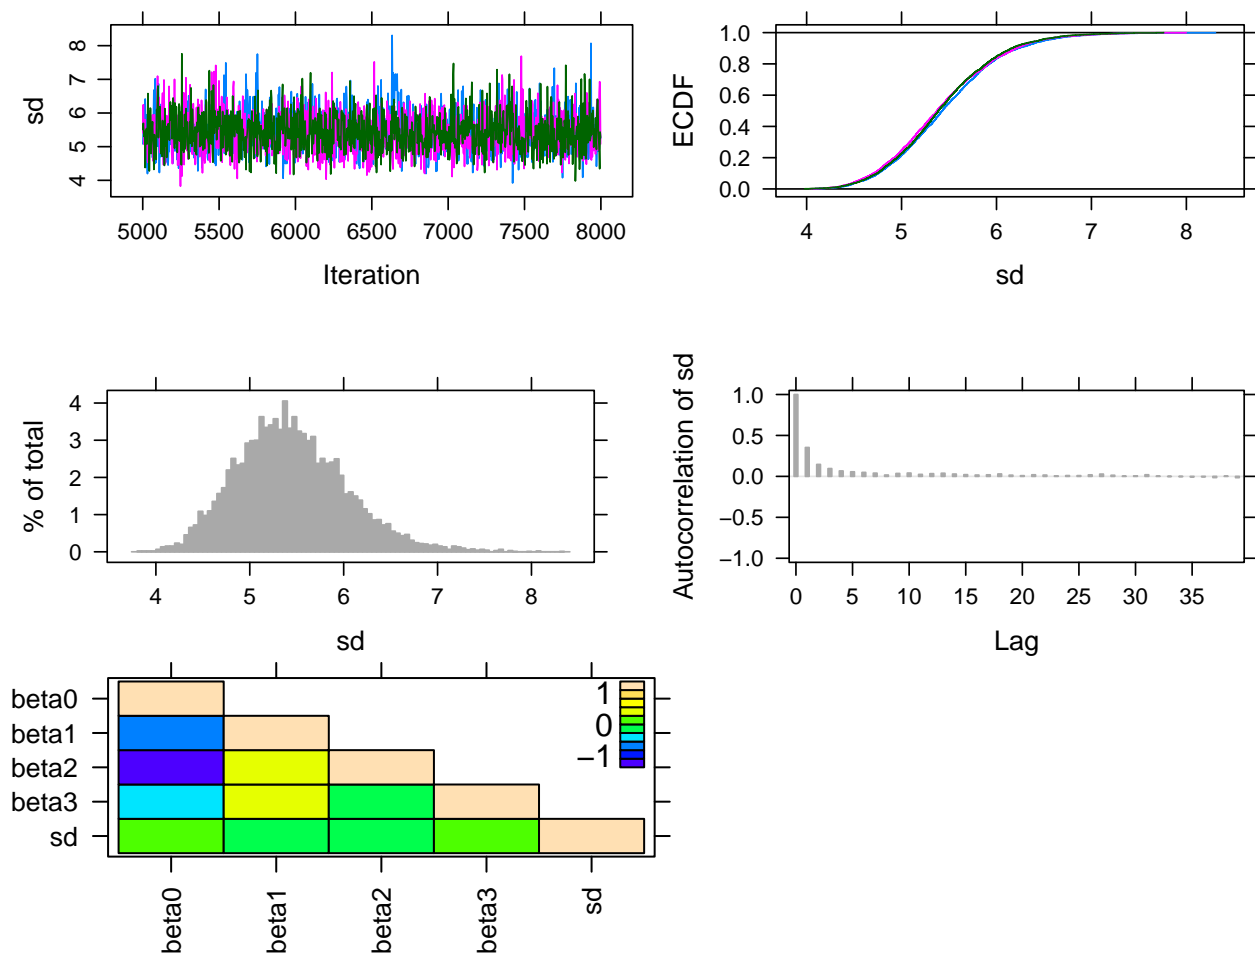 sd
8
7
6
5
4
5000 5500 6000 6500 7000 7500 8000
Iteration
ECDF
1.0
0.8
0.6
0.4
0.2
0.0
4 5 6 7 8
sd
% of total
4
3
2
1
0
4 5 6 7 8
sd
Autocorrelation of sd
1.0
0.5
0.0
−0.5
−1.0
0 5 10 15 20 25 30 35
Lag
beta0
beta1
beta2
beta3
sd
1
0
−1
beta0 beta1 beta2 beta3 sd